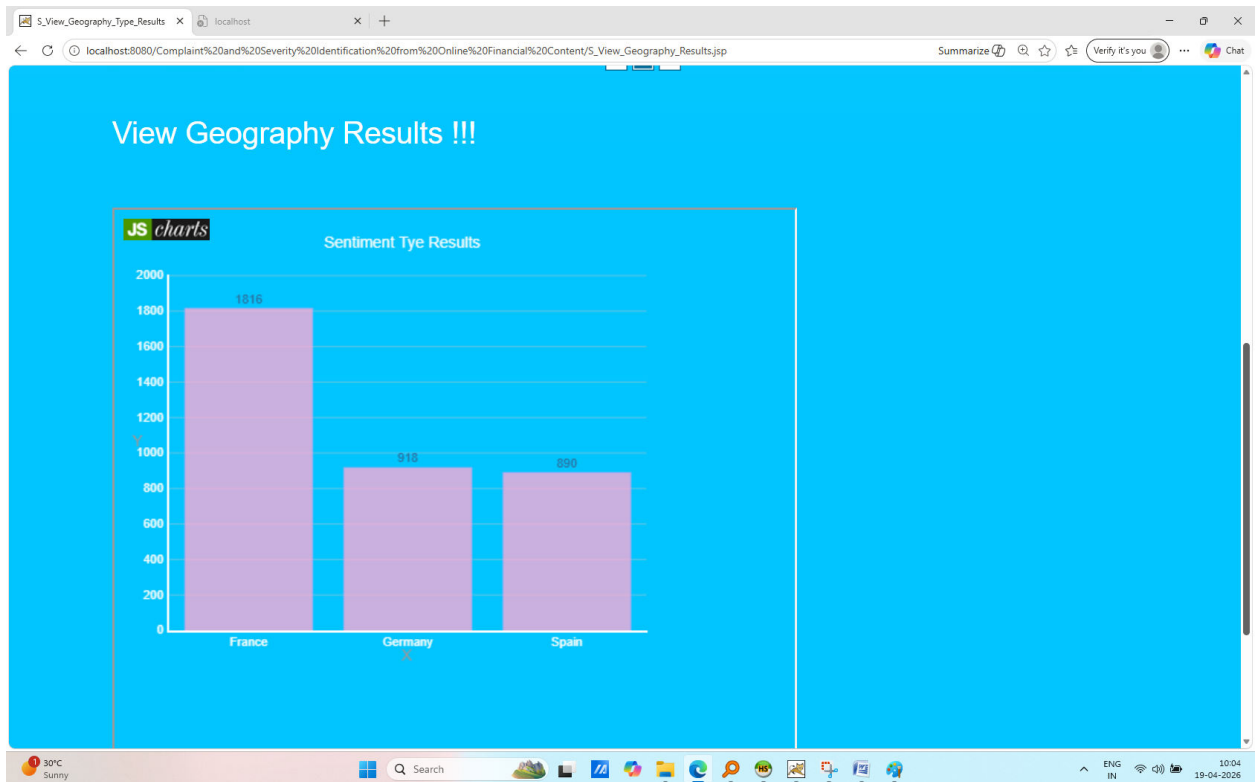 S_View_Geography_Type_Results
localhost
localhost:8080/Complaint%20and%20Severity%20Identification%20from%20Online%20Financial%20Content/S_View_Geography_Results.jsp
Summarize
Verify it's you
Chat
View Geography Results !!!
JS charts
Sentiment Tye Results
2000
1800
1600
1400
1200
1000
800
600
400
200
0
Y
1816
918
890
France
Germany
Spain
X
1
30°C
Sunny
Search
HS
ENG
IN
10:04
19-04-2026